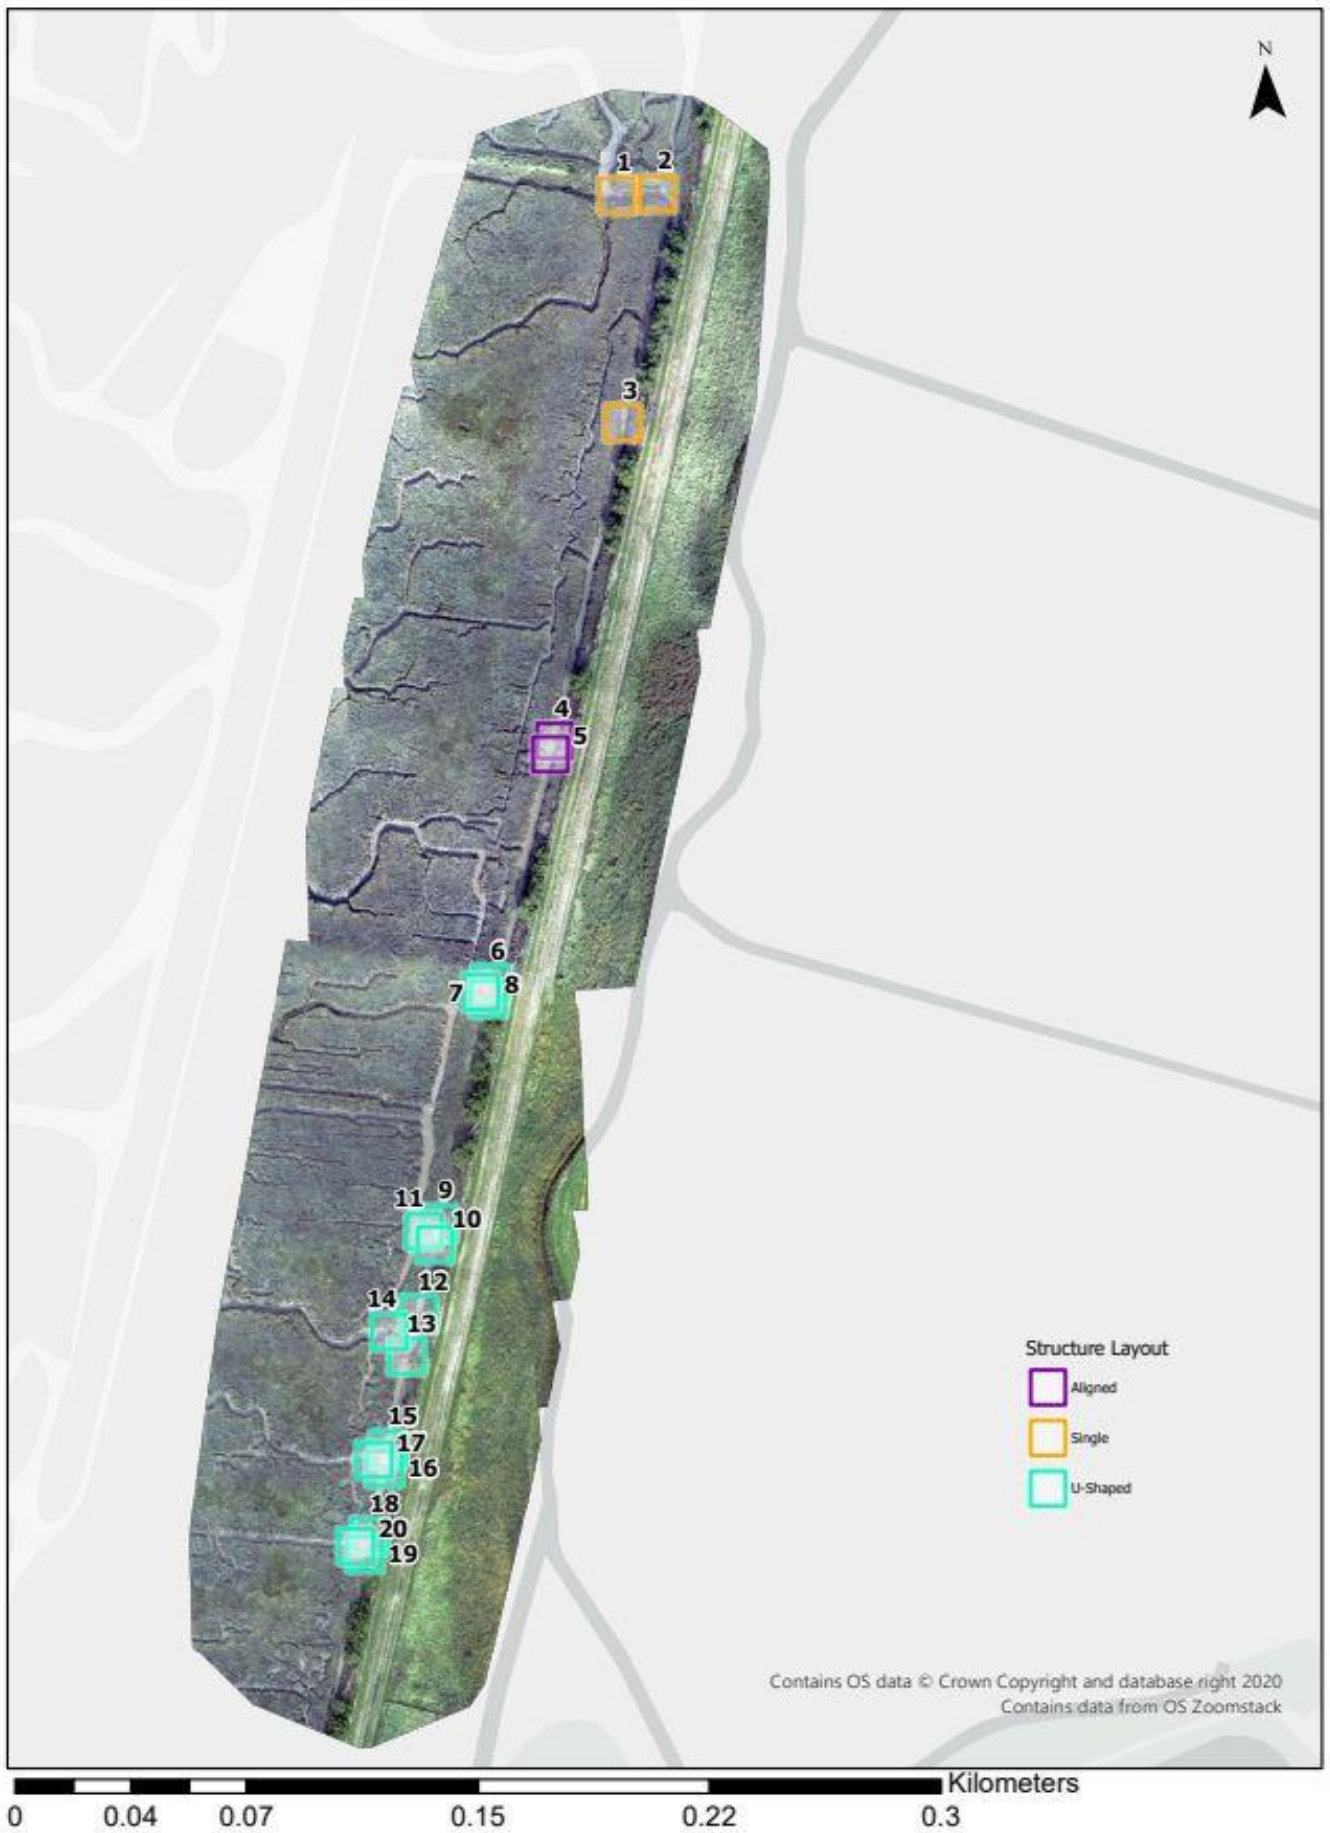 N
1 2
3
4
5
6
7 8
11 9
10
12
14
13
15
17
16
18
20
19
Structure Layout
Aligned
Single
U-Shaped
Contains OS data © Crown Copyright and database right 2020
Contains data from OS Zoomstack
Kilometers
0 0.04 0.07 0.15 0.22 0.3